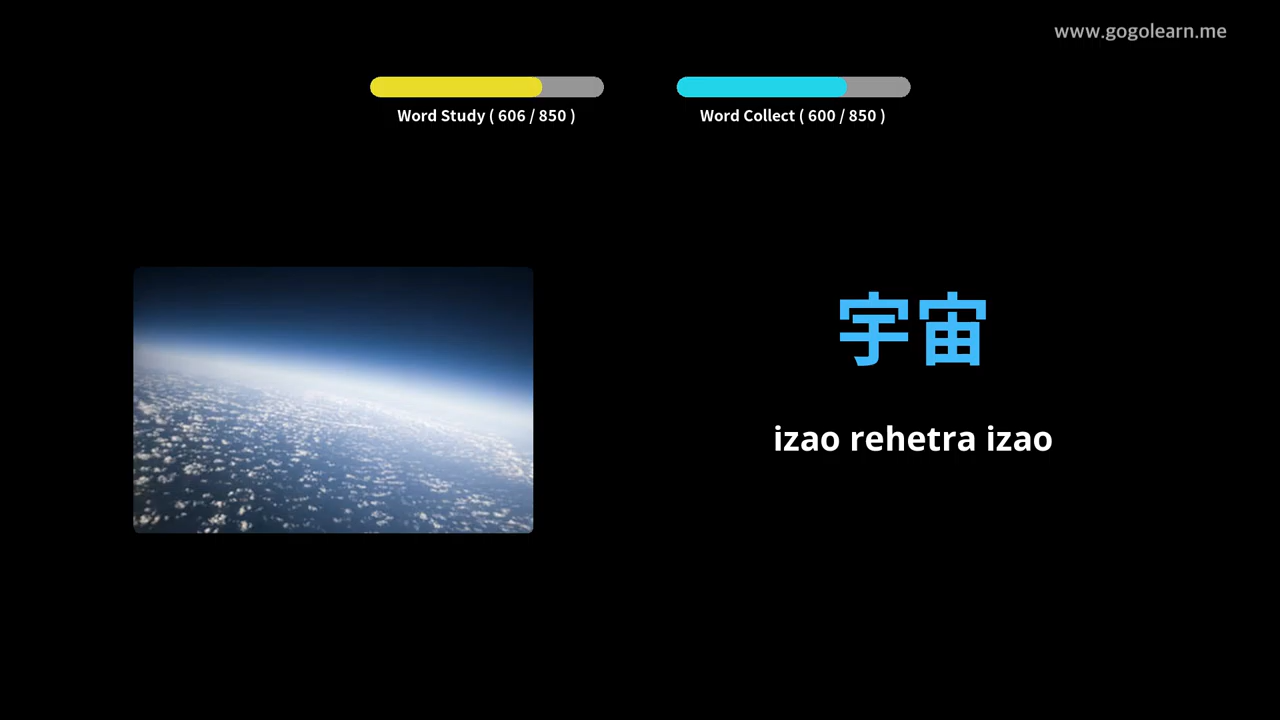 www.gogolearn.me
Word Study ( 606 / 850 )
Word Collect ( 600 / 850 )
宇宙
izao rehetra izao